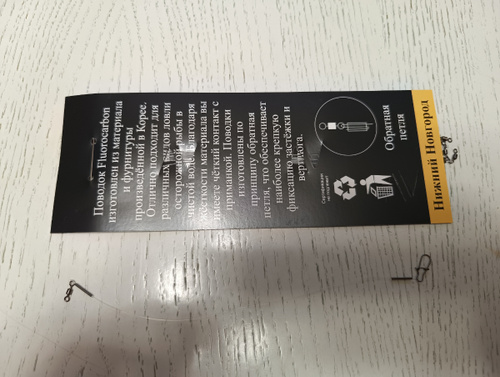 Поводок Fluorocarbon
изготовлен из материала
и фурнитуры
произведённой в Корее.
Отлично подходит для
различных видов ловли
осторожной рыбы в
чистой воде. Благодаря
жёсткости материала вы
имеете чёткий контакт с
приманкой. Поводки
изготовлены по
принципу обратная
петля, что обеспечивает
наиболее крепкую
фиксацию застёжки и
вертлюга.
Обратная
петля
Нижний Новгород